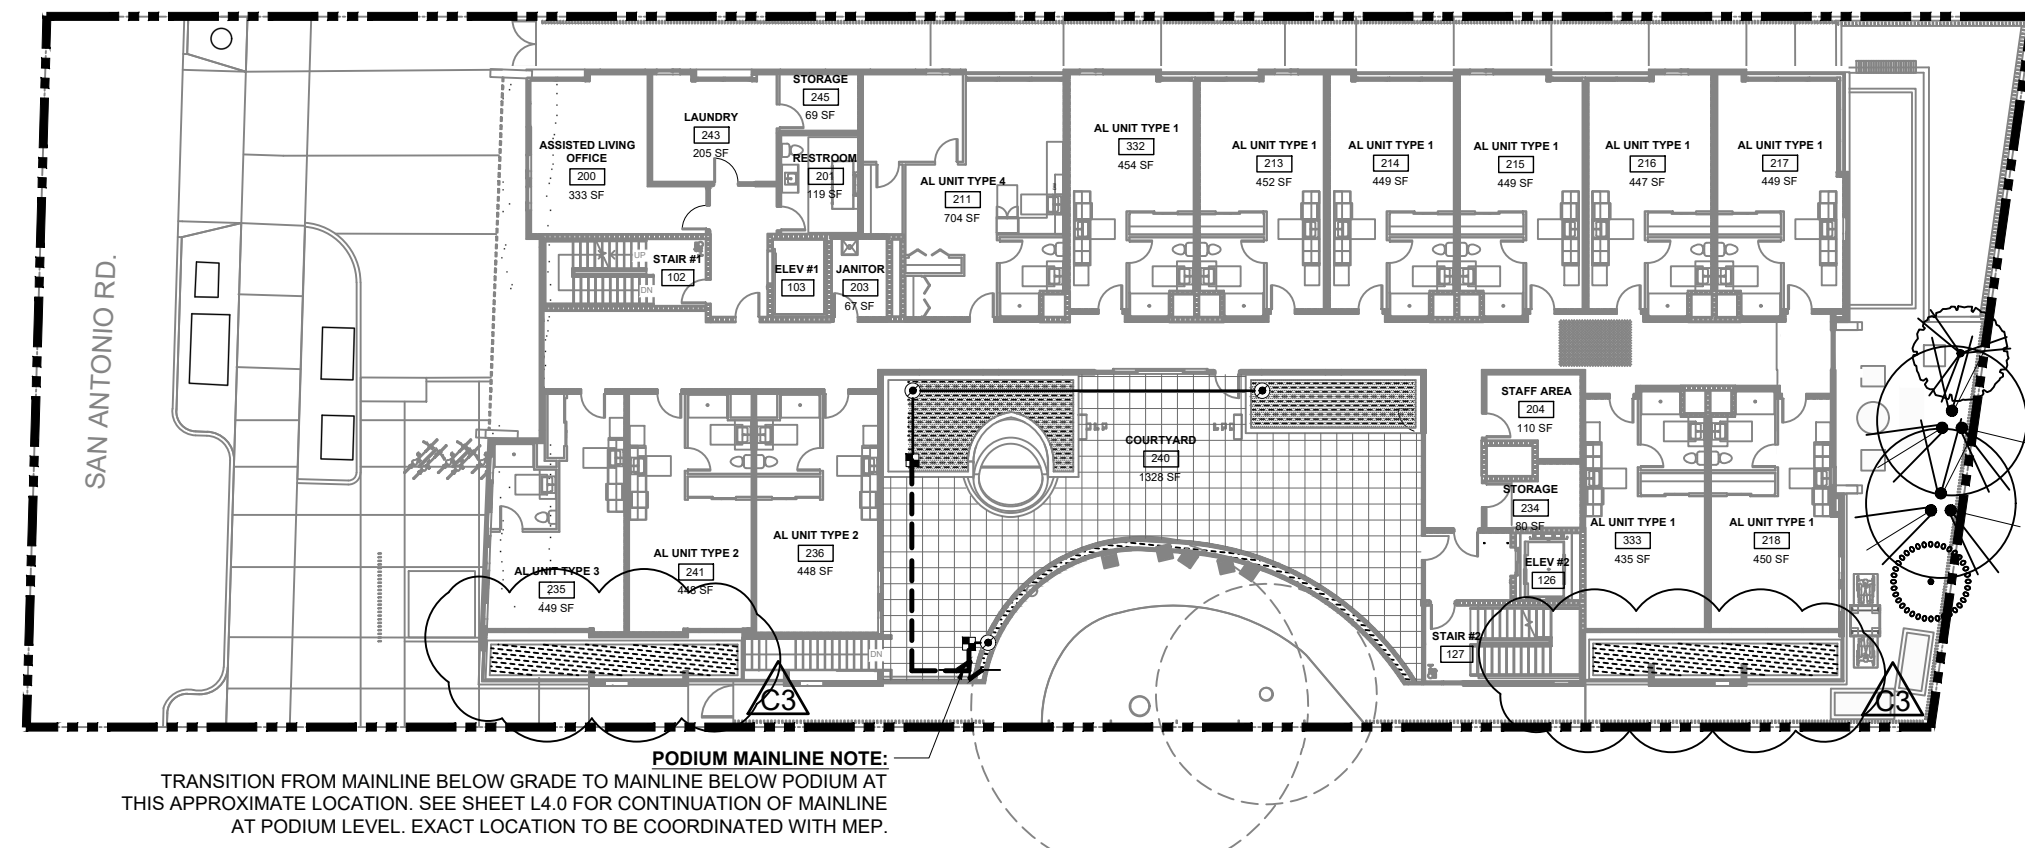 SAN ANTONIO RD.
ASSISTED LIVING
OFFICE
200
333 SF
LAUNDRY
243
205 SF
STORAGE
245
69 SF
RESTROOM
201
119 SF
AL UNIT TYPE 4
211
704 SF
AL UNIT TYPE 1
332
454 SF
AL UNIT TYPE 1
213
452 SF
AL UNIT TYPE 1
214
449 SF
AL UNIT TYPE 1
215
449 SF
AL UNIT TYPE 1
216
447 SF
AL UNIT TYPE 1
217
449 SF
UP
DN
STAIR #1
102
ELEV #1
103
JANITOR
203
67 SF
COURTYARD
240
1328 SF
STAFF AREA
204
110 SF
STORAGE
234
80 SF
AL UNIT TYPE 3
235
449 SF
AL UNIT TYPE 2
241
448 SF
AL UNIT TYPE 2
236
448 SF
ELEV #2
126
AL UNIT TYPE 1
333
435 SF
AL UNIT TYPE 1
218
450 SF
STAIR #2
127
DN
C3
C3
PODIUM MAINLINE NOTE:
TRANSITION FROM MAINLINE BELOW GRADE TO MAINLINE BELOW PODIUM AT
THIS APPROXIMATE LOCATION. SEE SHEET L4.0 FOR CONTINUATION OF MAINLINE
AT PODIUM LEVEL. EXACT LOCATION TO BE COORDINATED WITH MEP.